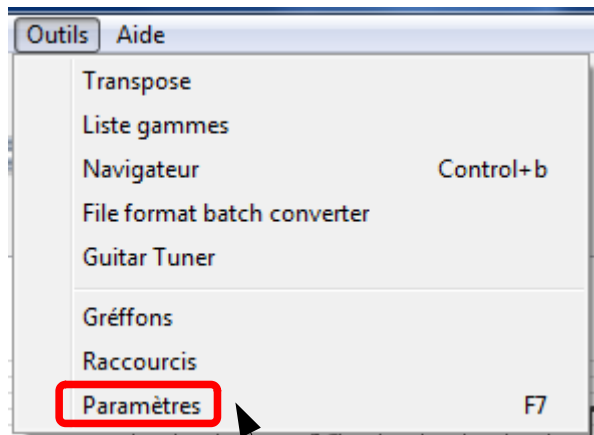 Outils Aide
Transpose
Liste gammes
Navigateur Control+b
File format batch converter
Guitar Tuner
Gréffons
Raccourcis
Paramètres F7